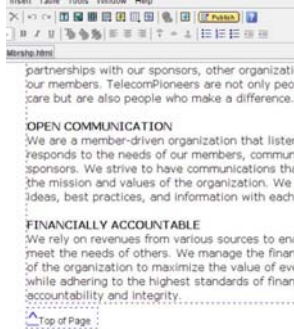 Insert Table Tools Window Help
B I U
Publish
Mbrshp.html
partnerships with our sponsors, other organizati
our members. TelecomPioneers are not only peo
care but are also people who make a difference.
OPEN COMMUNICATION
We are a member-driven organization that lister
responds to the needs of our members, commun
sponsors. We strive to have communications tha
the mission and values of the organization. We
ideas, best practices, and information with each
FINANCIALLY ACCOUNTABLE
We rely on revenues from various sources to ena
meet the needs of others. We manage the finan
of the organization to maximize the value of eve
while adhering to the highest standards of finan
accountability and integrity.
Top of Page